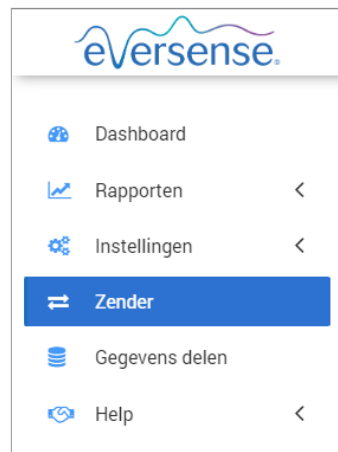 eversense®
Dashboard
Rapporten
Instellingen
Zender
Gegevens delen
Help